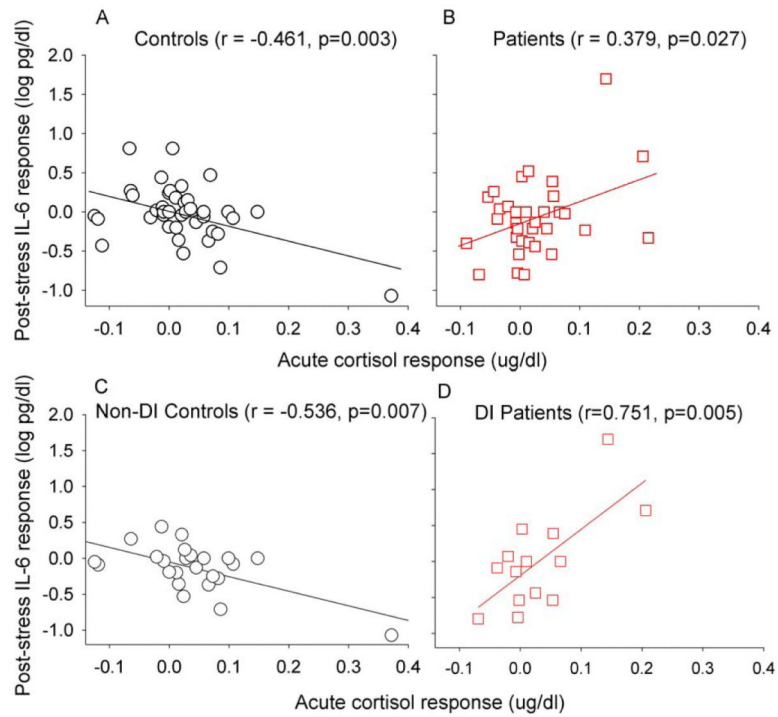 A
B
Controls (r = -0.461, p=0.003)
Patients (r = 0.379, p=0.027)
Post-stress IL-6 response (log pg/dl)
2.0
1.5
1.0
0.5
0.0
-0.5
-1.0
-0.1 0.0 0.1 0.2 0.3 0.4
-0.1 0.0 0.1 0.2 0.3 0.4
Acute cortisol response (ug/dl)
C
D
Non-DI Controls (r = -0.536, p=0.007)
DI Patients (r=0.751, p=0.005)
Post-stress IL-6 response (log pg/dl)
2.0
1.5
1.0
0.5
0.0
-0.5
-1.0
-0.1 0.0 0.1 0.2 0.3 0.4
-0.1 0.0 0.1 0.2 0.3 0.4
Acute cortisol response (ug/dl)